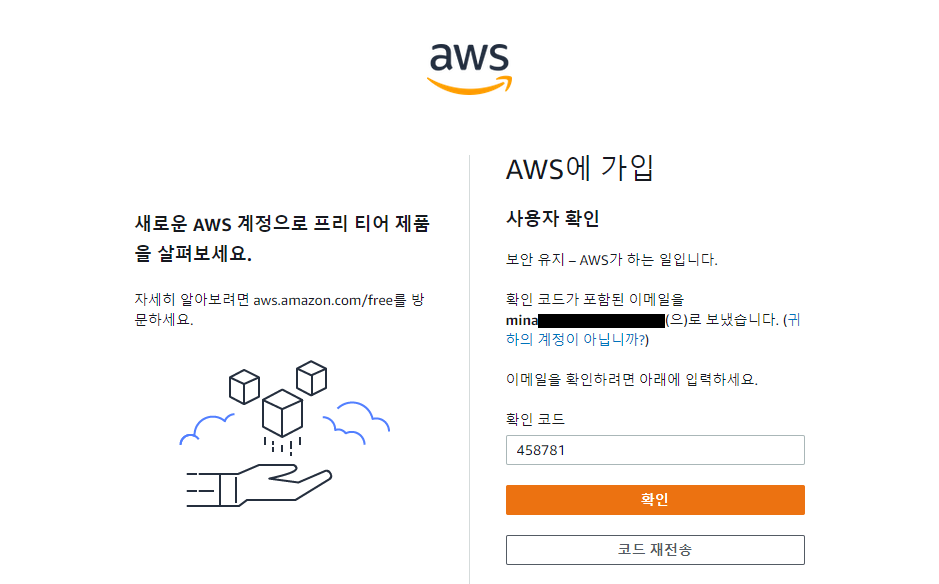 aws
새로운 AWS 계정으로 프리 티어 제품
을 살펴보세요.
자세히 알아보려면 aws.amazon.com/free를 방
문하세요.
AWS에 가입
사용자 확인
보안 유지 – AWS가 하는 일입니다.
확인 코드가 포함된 이메일을
mina(으)로 보냈습니다. (귀
하의 계정이 아닙니까?)
이메일을 확인하려면 아래에 입력하세요.
확인 코드
458781
확인
코드 재전송